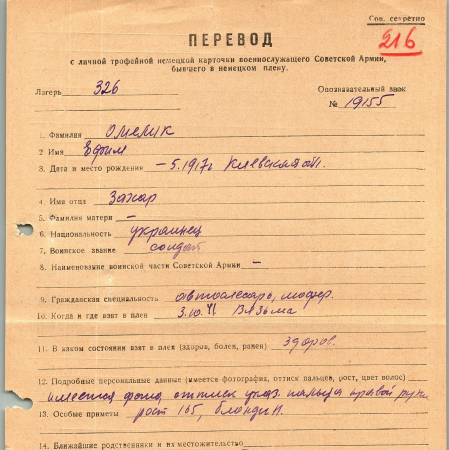 Сов. секретно
216
ПЕРЕВОД
с личной трофейной немецкой карточки военнослужащего Советской Армии,
бывшего в немецком плену.
Лагерь 326
Опознавательный знак
№ 19155
1. Фамилия Омелик
2 Имя Ефим
3. Дата и место рождения —5.1917г Киевская об.
4. Имя отца Захар
5. Фамилия матери —
6. Национальность украинец
7. Воинское звание солдат
8. Наименование воинской части Советской Армии —
9. Гражданская специальность автослесарь, шофер.
10. Когда и где взят в плен 3.10.41 Вязьма
11. В каком состоянии взят в плен (здоров, болен, ранен) здоров.
12. Подробные персональные данные (имеется фотография, оттиск пальцев, рост, цвет волос)
имеется фото, оттиск указ. пальца правой руки
13. Особые приметы рост 165, блондин.
14. Ближайшие родственники и их местожительство